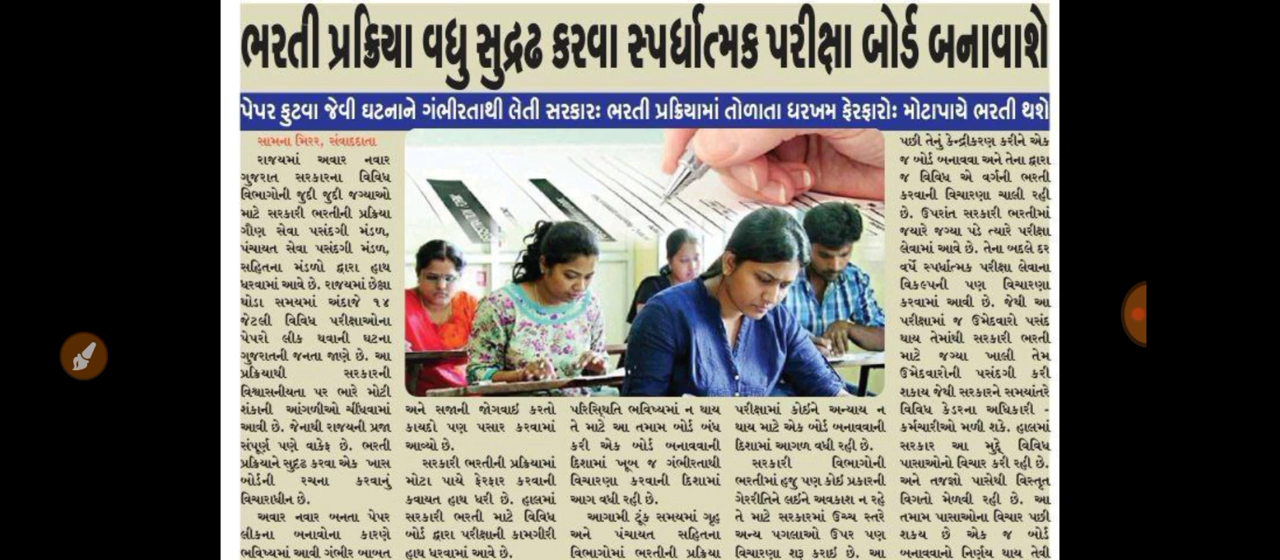 ભરતી પ્રક્રિયા વધુ સુદ્રઢ કરવા સ્પર્ધાત્મક પરીક્ષા બોર્ડ બનાવાશે
પેપર ફુટવા જેવી ઘટનાને ગંભીરતાથી લેતી સરકારઃ ભરતી પ્રક્રિયામાં તોળાતા ધરખમ ફેરફારોઃ મોટાપાયે ભરતી થશે
સામના મિરર, સંવાદદાતા
રાજયમાં અવાર નવાર
ગુજરાત સરકારના વિવિધ
વિભાગોની જુદી જુદી જગ્યાઓ
માટે સરકારી ભરતીની પ્રક્રિયા
ગૌણ સેવા પસંદગી મંડળ,
પંચાયત સેવા પસંદગી મંડળ,
સહિતના મંડળો દ્વારા હાથ
ધરવામાં આવે છે. રાજયમાં છેલ્લા
થોડા સમયમાં અંદાજે ૧૪
જેટલી વિવિધ પરીક્ષાઓના
પેપરો લીક થવાની ઘટના
ગુજરાતની જનતા જાણે છે. આ
પ્રક્રિયાથી સરકારની
વિશ્વાસનીયતા પર ભારે મોટી
શંકાની આંગળીઓ ચીંધવામાં
આવી છે. જેનાથી રાજયની પ્રજા
સંપૂર્ણ પણે વાકેફ છે. ભરતી
પ્રક્રિયાને સુદ્રઢ કરવા એક ખાસ
બોર્ડની રચના કરવાનું
વિચારાધીન છે.
અવાર નવાર બનતા પેપર
લીકના બનાવોના કારણે
ભવિષ્યમાં આવી ગંભીર બાબત
અને સજાની જોગવાઈ કરતો
કાયદો પણ પસાર કરવામાં
આવ્યો છે.
સરકારી ભરતીની પ્રક્રિયામાં
મોટા પાયે ફેરફાર કરવાની
કવાયત હાથ ધરી છે. હાલમાં
સરકારી ભરતી માટે વિવિધ
બોર્ડ દ્વારા પરીક્ષાની કામગીરી
હાથ ધરવામાં આવે છે.
પરિસ્થિતિ ભવિષ્યમાં ન થાય
તે માટે આ તમામ બોર્ડ બંધ
કરી એક બોર્ડ બનાવવાની
દિશામાં ખૂબ જ ગંભીરતાથી
વિચારણા કરવાની દિશામાં
આગ વધી રહી છે.
આગામી ટૂંક સમયમાં ગૃહ
અને પંચાયત સહિતના
વિભાગોમાં ભરતીની પ્રક્રિયા
પરીક્ષામાં કોઈને અન્યાય ન
થાય માટે એક બોર્ડ બનાવવાની
દિશામાં આગળ વધી રહી છે.
સરકારી વિભાગોની
ભરતીમાં હજુ પણ કોઈ પ્રકારની
ગેરરીતિને લઈને અવકાશ ન રહે
તે માટે સરકારમાં ઉચ્ચ સ્તરે
અન્ય પગલાઓ ઉપર પણ
વિચારણા શરૂ કરાઈ છે. આ
પછી તેનું કેન્દ્રીકરણ કરીને એક
જ બોર્ડ બનાવવા અને તેના દ્વારા
જ વિવિધ એ વર્ગની ભરતી
કરવાની વિચારણા ચાલી રહી
છે. ઉપરાંત સરકારી ભરતીમાં
જયારે જગ્યા પડે ત્યારે પરીક્ષા
લેવામાં આવે છે. તેના બદલે દર
વર્ષે સ્પર્ધાત્મક પરીક્ષા લેવાના
વિકલ્પની પણ વિચારણા
કરવામાં આવી છે. જેથી આ
પરીક્ષામાં જ ઉમેદવારો પસંદ
થાય તેમાંથી સરકારી ભરતી
માટે જગ્યા ખાલી તેમ
ઉમેદવારોની પસંદગી કરી
શકાય જેથી સરકારને સમયાંતરે
વિવિધ કેડરના અધિકારી -
કર્મચારીઓ મળી શકે. હાલમાં
સરકાર આ મુદ્દે વિવિધ
પાસાઓનો વિચાર કરી રહી છે.
અને તજજ્ઞો પાસેથી વિસ્તૃત
વિગતો મેળવી રહી છે. આ
તમામ પાસાઓના વિચાર પછી
શકય છે એક જ બોર્ડ
બનાવવાનો નિર્ણય થાય તેવી